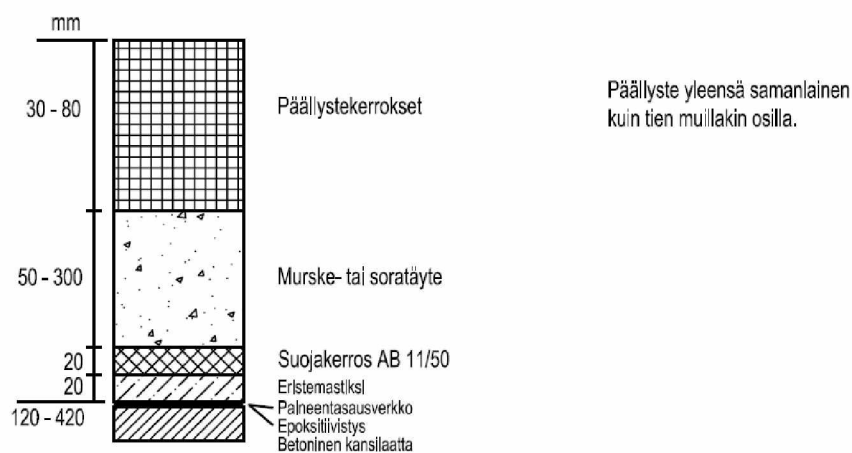 mm
30 - 80
Päällystekerrokset
Päällyste yleensä samanlainen
kuin tien muillakin osilla.
50 - 300
Murske- tai soratäyte
20
Suojakerros AB 11/50
20
Eristemastiksi
Paineentasausverkko
120 - 420
Epoksitiivistys
Betoninen kansilaatta